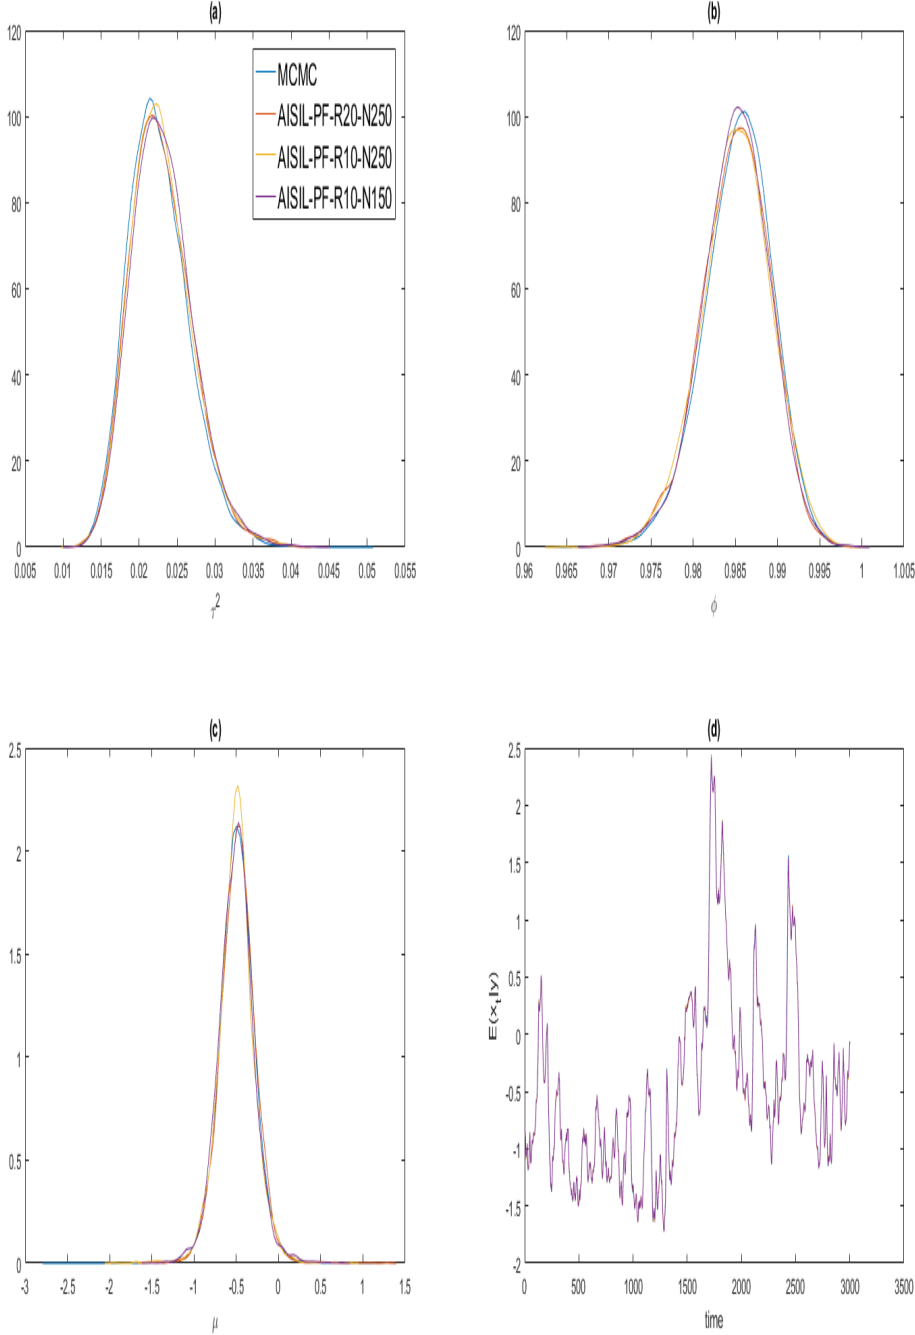 (a)
120
100
80
60
40
20
0
0.005 0.01 0.015 0.02 0.025 0.03 0.035 0.04 0.045 0.05 0.055
τ²
MCMC
AISIL-PF-R20-N250
AISIL-PF-R10-N250
AISIL-PF-R10-N150
(b)
120
100
80
60
40
20
0
0.96 0.965 0.97 0.975 0.98 0.985 0.99 0.995 1 1.005
ϕ
(c)
2.5
2
1.5
1
0.5
0
-3 -2.5 -2 -1.5 -1 -0.5 0 0.5 1 1.5
μ
(d)
2.5
2
1.5
1
0.5
0
-0.5
-1
-1.5
-2
E(x_t|y)
0 500 1000 1500 2000 2500 3000 3500
time